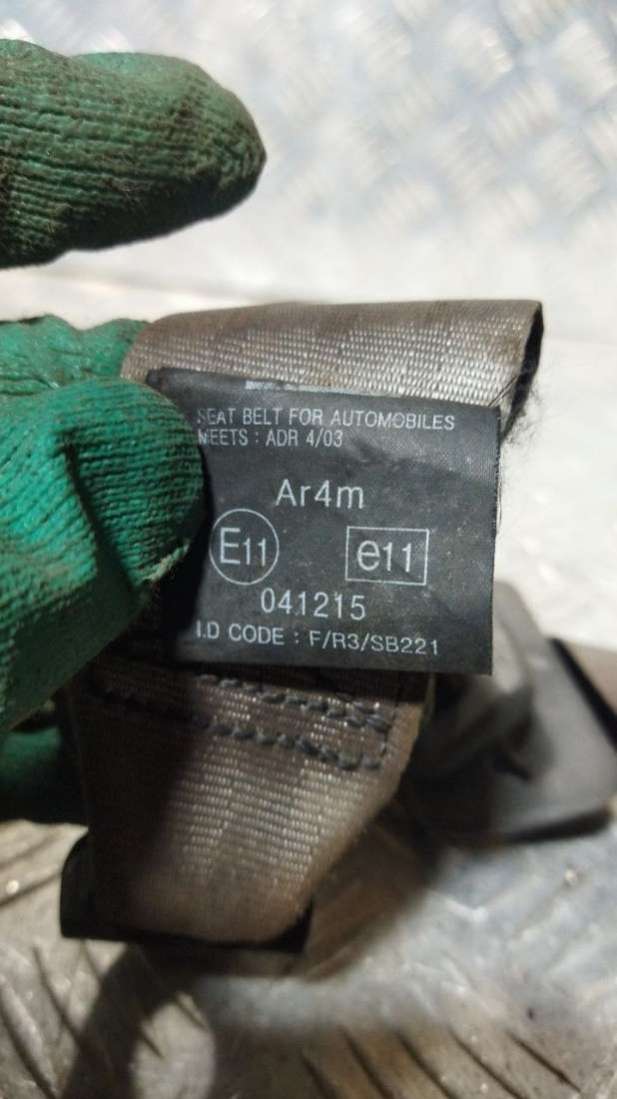 SEAT BELT FOR AUTOMOBILES
MEETS : ADR 4/03
Ar4m
E11 e11
041215
I.D CODE : F/R3/SB221